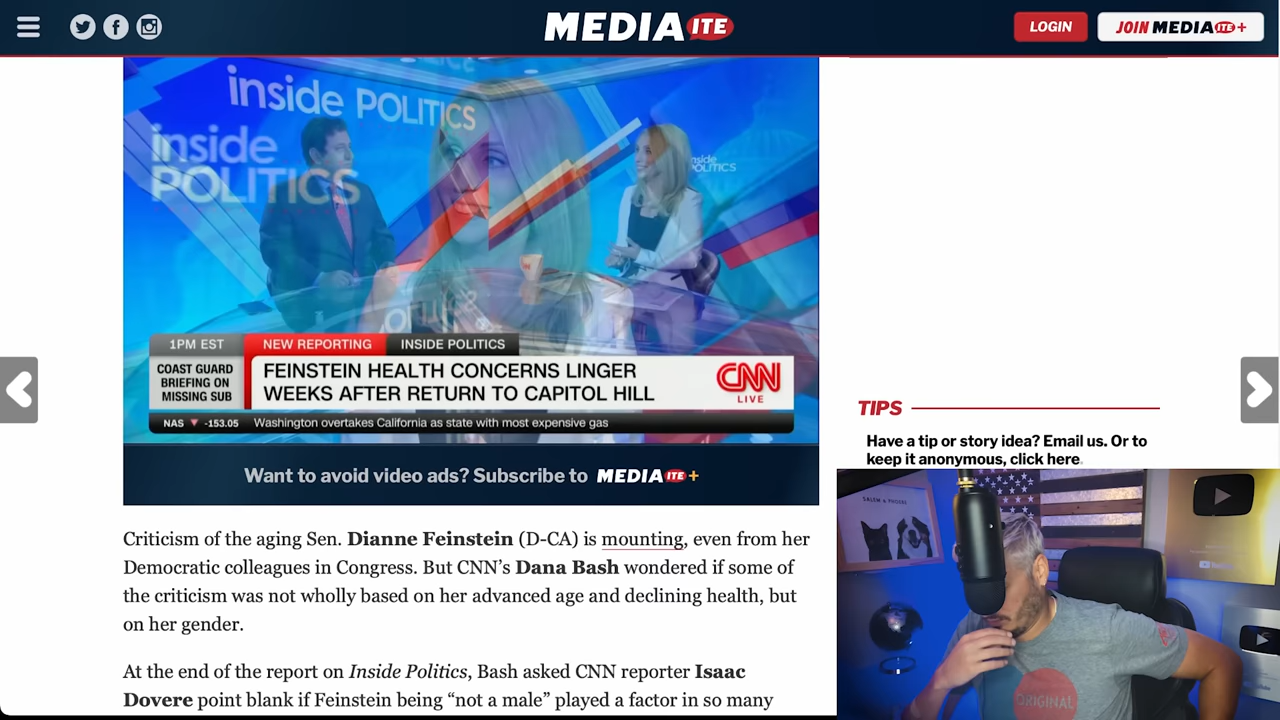 MEDIAITE
LOGIN
JOIN MEDIAITE+
inside POLITICS
inside
POLITICS
inside
POLITICS
1PM EST
NEW REPORTING
INSIDE POLITICS
COAST GUARD
BRIEFING ON
MISSING SUB
FEINSTEIN HEALTH CONCERNS LINGER
WEEKS AFTER RETURN TO CAPITOL HILL
CNN
LIVE
NAS ▼ -153.05 Washington overtakes California as state with most expensive gas
Want to avoid video ads? Subscribe to MEDIAITE+
TIPS
Have a tip or story idea? Email us. Or to
keep it anonymous, click here.
Criticism of the aging Sen. Dianne Feinstein (D-CA) is mounting, even from her
Democratic colleagues in Congress. But CNN’s Dana Bash wondered if some of
the criticism was not wholly based on her advanced age and declining health, but
on her gender.
At the end of the report on Inside Politics, Bash asked CNN reporter Isaac
Dovere point blank if Feinstein being “not a male” played a factor in so many
SALEM & PHOEBE
ORIGINAL